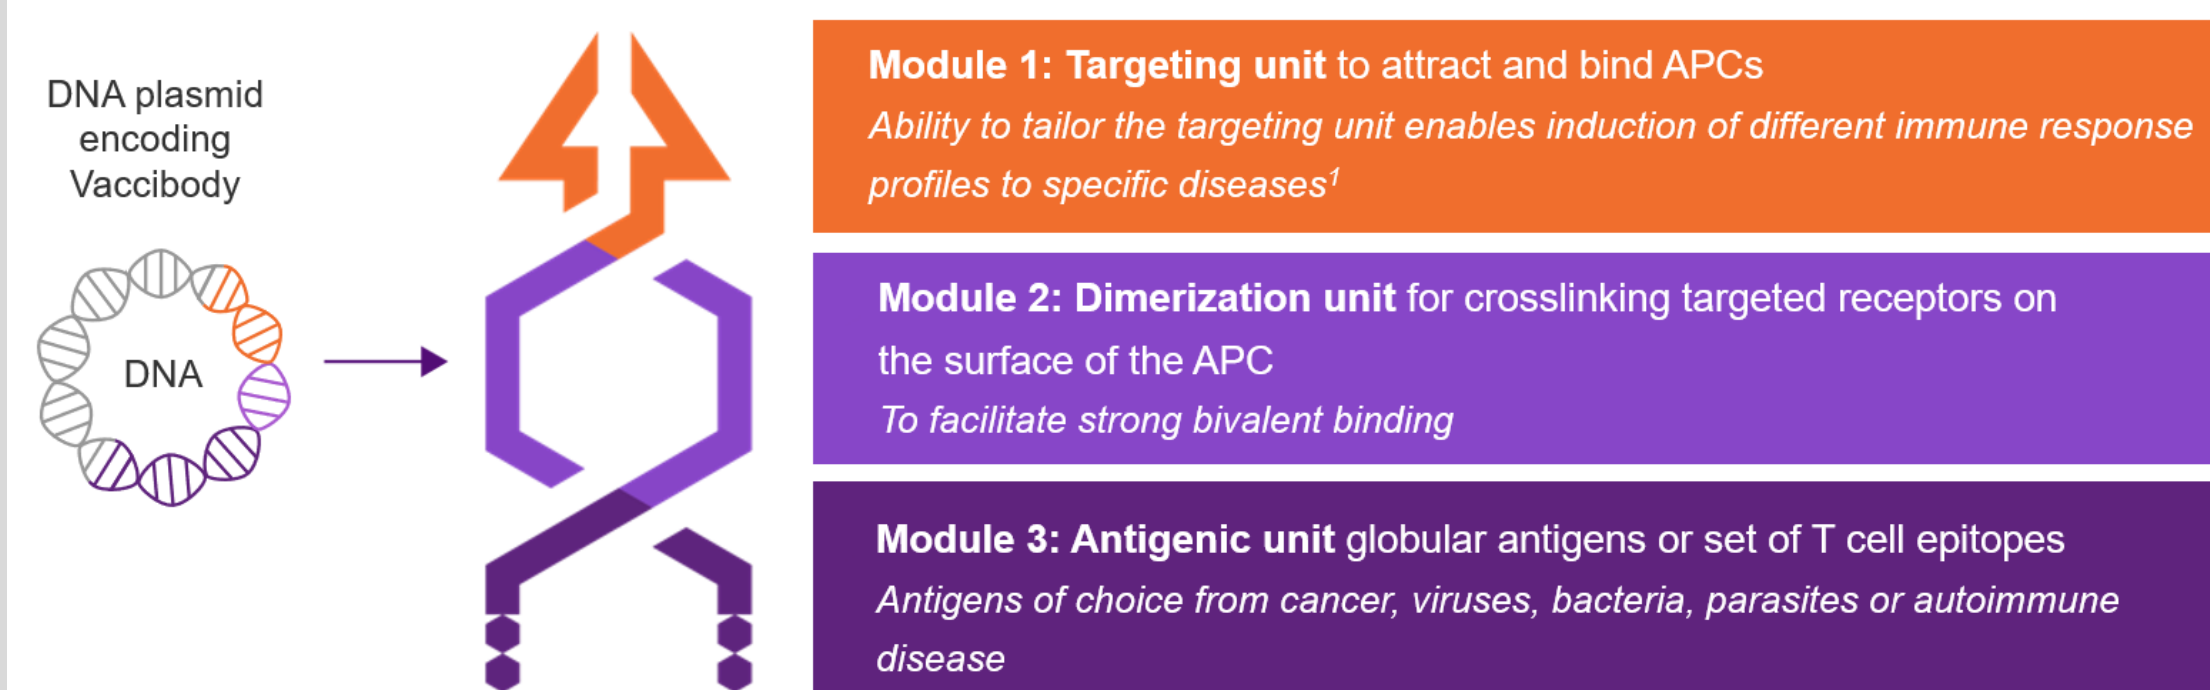 DNA plasmid
encoding
Vaccibody
DNA
Module 1: Targeting unit to attract and bind APCs
Ability to tailor the targeting unit enables induction of different immune response
profiles to specific diseases1
Module 2: Dimerization unit for crosslinking targeted receptors on
the surface of the APC
To facilitate strong bivalent binding
Module 3: Antigenic unit globular antigens or set of T cell epitopes
Antigens of choice from cancer, viruses, bacteria, parasites or autoimmune
disease